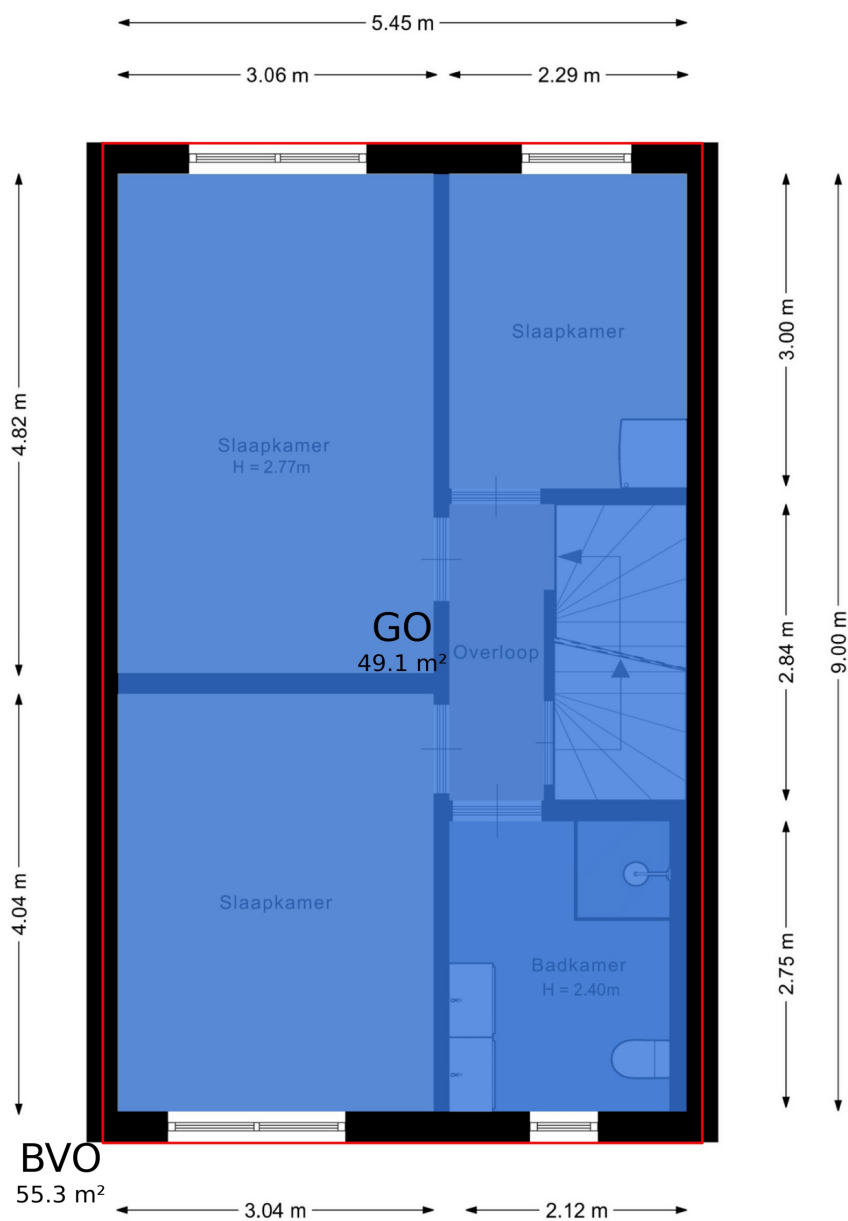 5.45 m
3.06 m
2.29 m
Slaapkamer
3.00 m
4.82 m
Slaapkamer
H = 2.77m
GO
49.1 m²
Overloop
2.84 m
9.00 m
Slaapkamer
4.04 m
Badkamer
H = 2.40m
2.75 m
BVO
55.3 m²
3.04 m
2.12 m